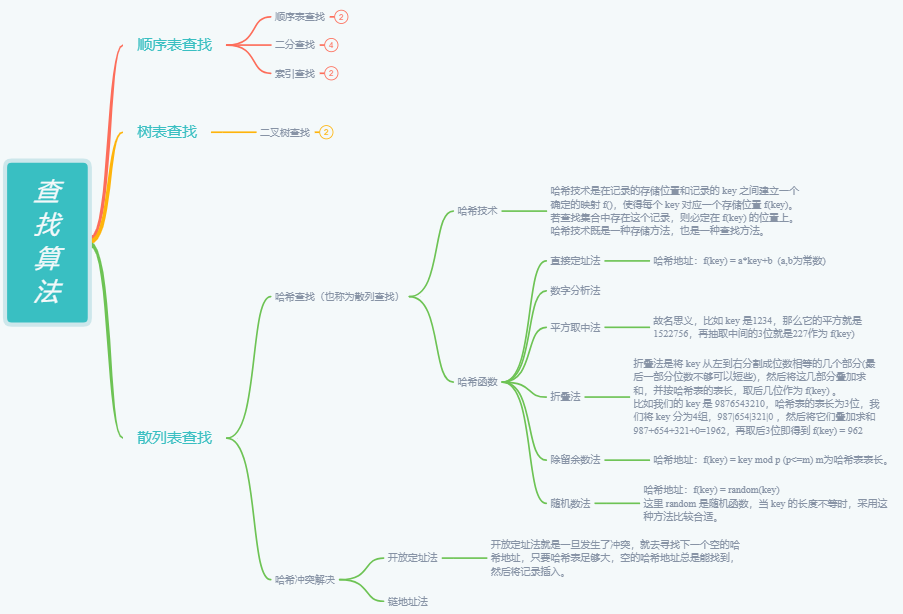 查找算法
顺序表查找
顺序表查找
2
二分查找
4
索引查找
2
树表查找
二叉树查找
2
散列表查找
哈希查找（也称为散列查找）
哈希技术
哈希技术是在记录的存储位置和记录的 key 之间建立一个
确定的映射 f()，使得每个 key 对应一个存储位置 f(key)。
若查找集合中存在这个记录，则必定在 f(key) 的位置上。
哈希技术既是一种存储方法，也是一种查找方法。
哈希函数
直接定址法
哈希地址：f(key) = a*key+b (a,b为常数)
数字分析法
平方取中法
故名思义，比如 key 是1234，那么它的平方就是
1522756，再抽取中间的3位就是227作为 f(key)
折叠法
折叠法是将 key 从左到右分割成位数相等的几个部分(最
后一部分位数不够可以短些)，然后将这几部分叠加求
和，并按哈希表的表长，取后几位作为 f(key) 。
比如我们的 key 是 9876543210，哈希表的表长为3位，我
们将 key 分为4组，987|654|321|0 ，然后将它们叠加求和
987+654+321+0=1962，再取后3位即得到 f(key) = 962
除留余数法
哈希地址：f(key) = key mod p (p<=m) m为哈希表表长。
随机数法
哈希地址：f(key) = random(key)
这里 random 是随机函数，当 key 的长度不等时，采用这
种方法比较合适。
哈希冲突解决
开放定址法
开放定址法就是一旦发生了冲突，就去寻找下一个空的哈
希地址，只要哈希表足够大，空的哈希地址总是能找到，
然后将记录插入。
链地址法